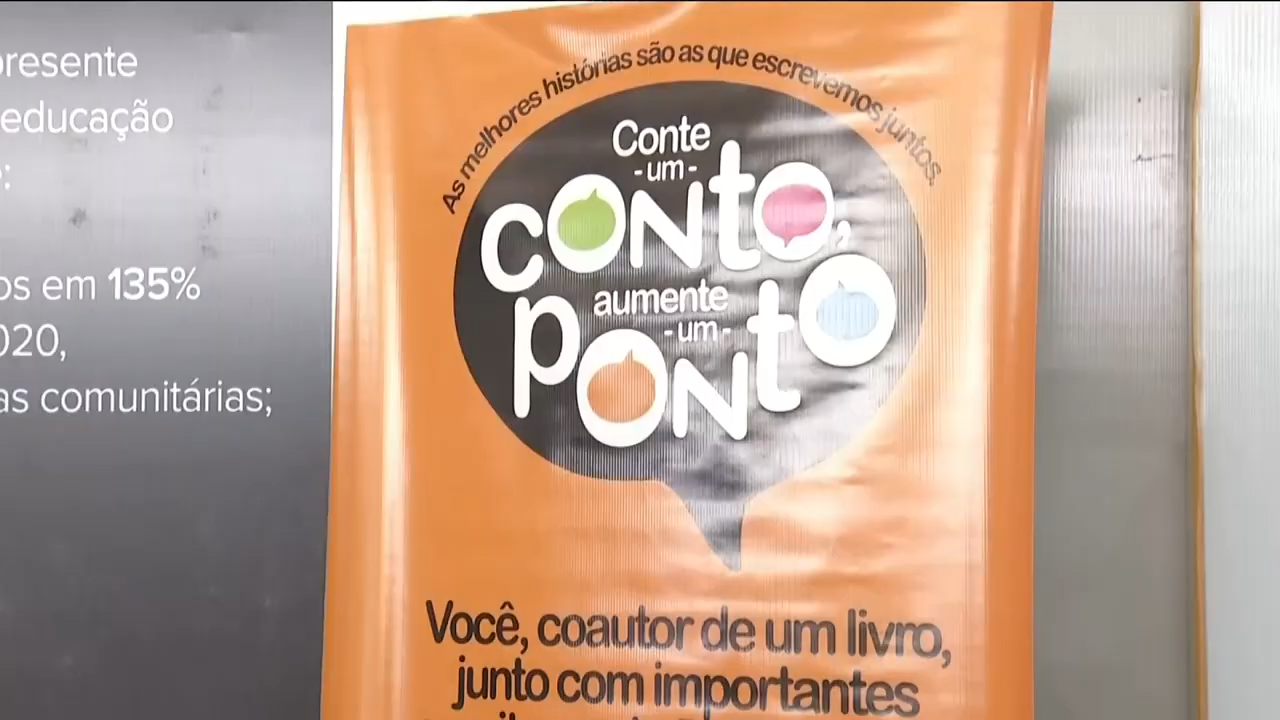 presente
educação
os em 135%
020,
as comunitárias;
As melhores histórias são as que escrevemos juntos.
Conte
-um-
conto,
aumente
-um-
ponto
Você, coautor de um livro,
junto com importantes